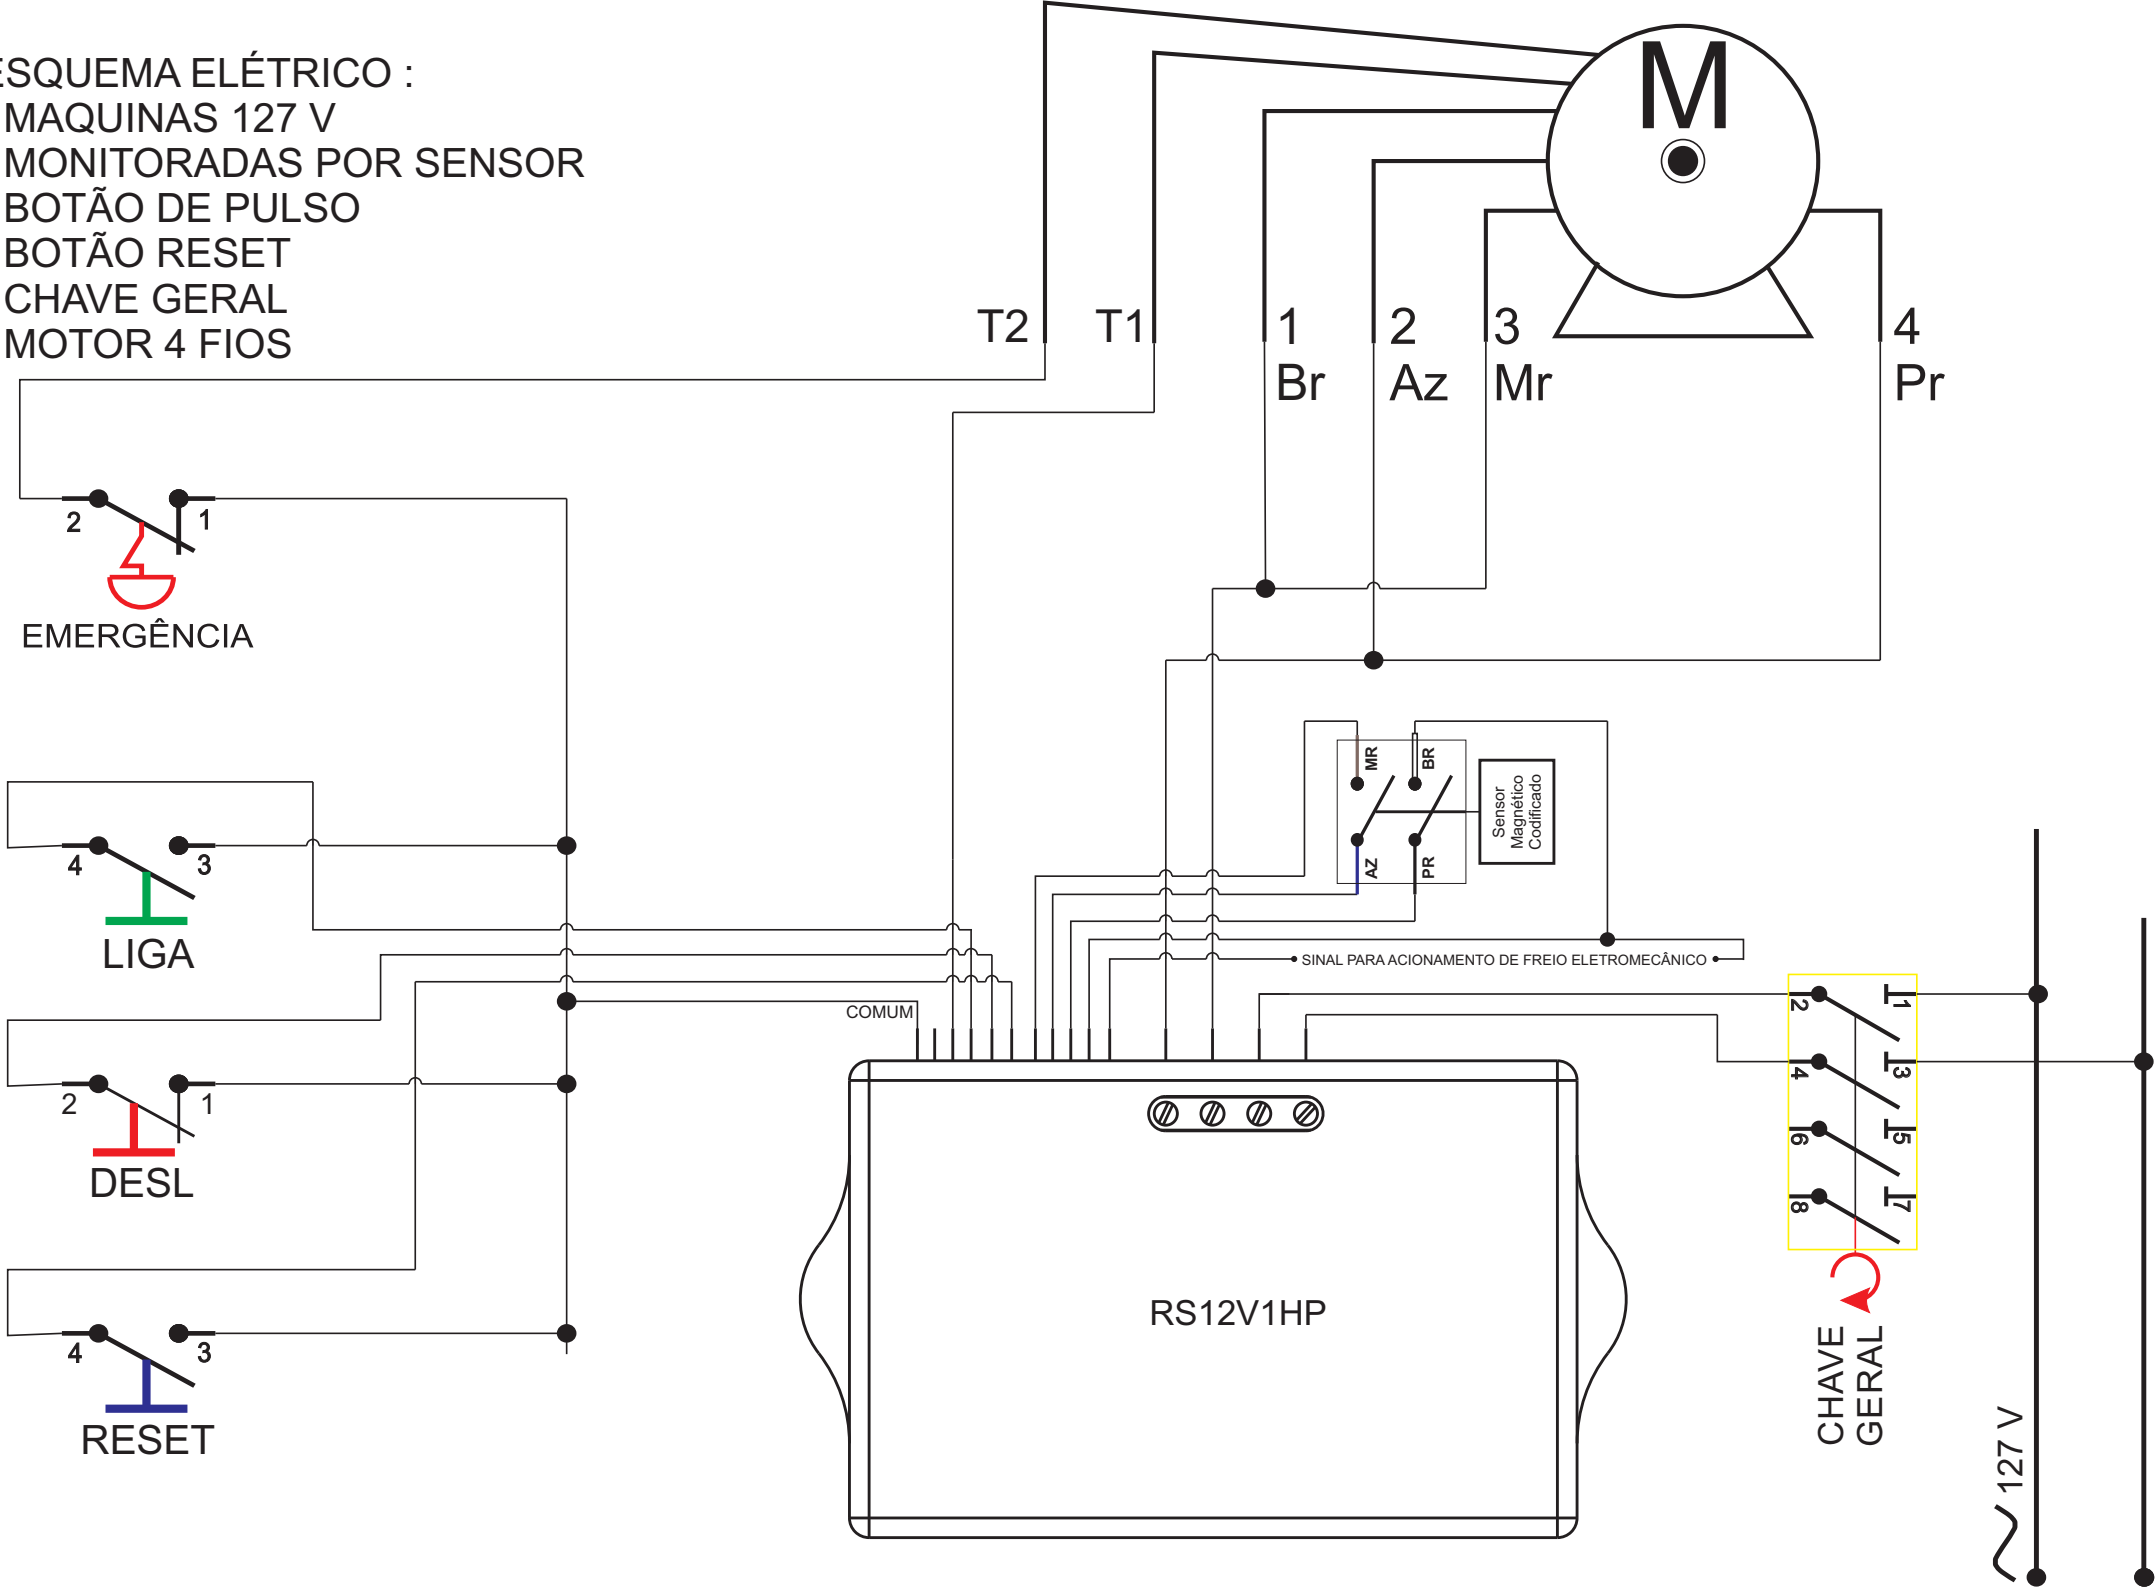 ESQUEMA ELÉTRICO :
MAQUINAS 127 V
MONITORADAS POR SENSOR
BOTÃO DE PULSO
BOTÃO RESET
CHAVE GERAL
MOTOR 4 FIOS
M
T2
T1
1
Br
2
Az
3
Mr
4
Pr
2
1
EMERGÊNCIA
4
3
LIGA
2
1
DESL
4
3
RESET
MR
BR
AZ
PR
Sensor
Magnético
Codificado
SINAL PARA ACIONAMENTO DE FREIO ELETROMECÂNICO
COMUM
RS12V1HP
2
1
4
3
6
5
8
7
CHAVE
GERAL
127 V